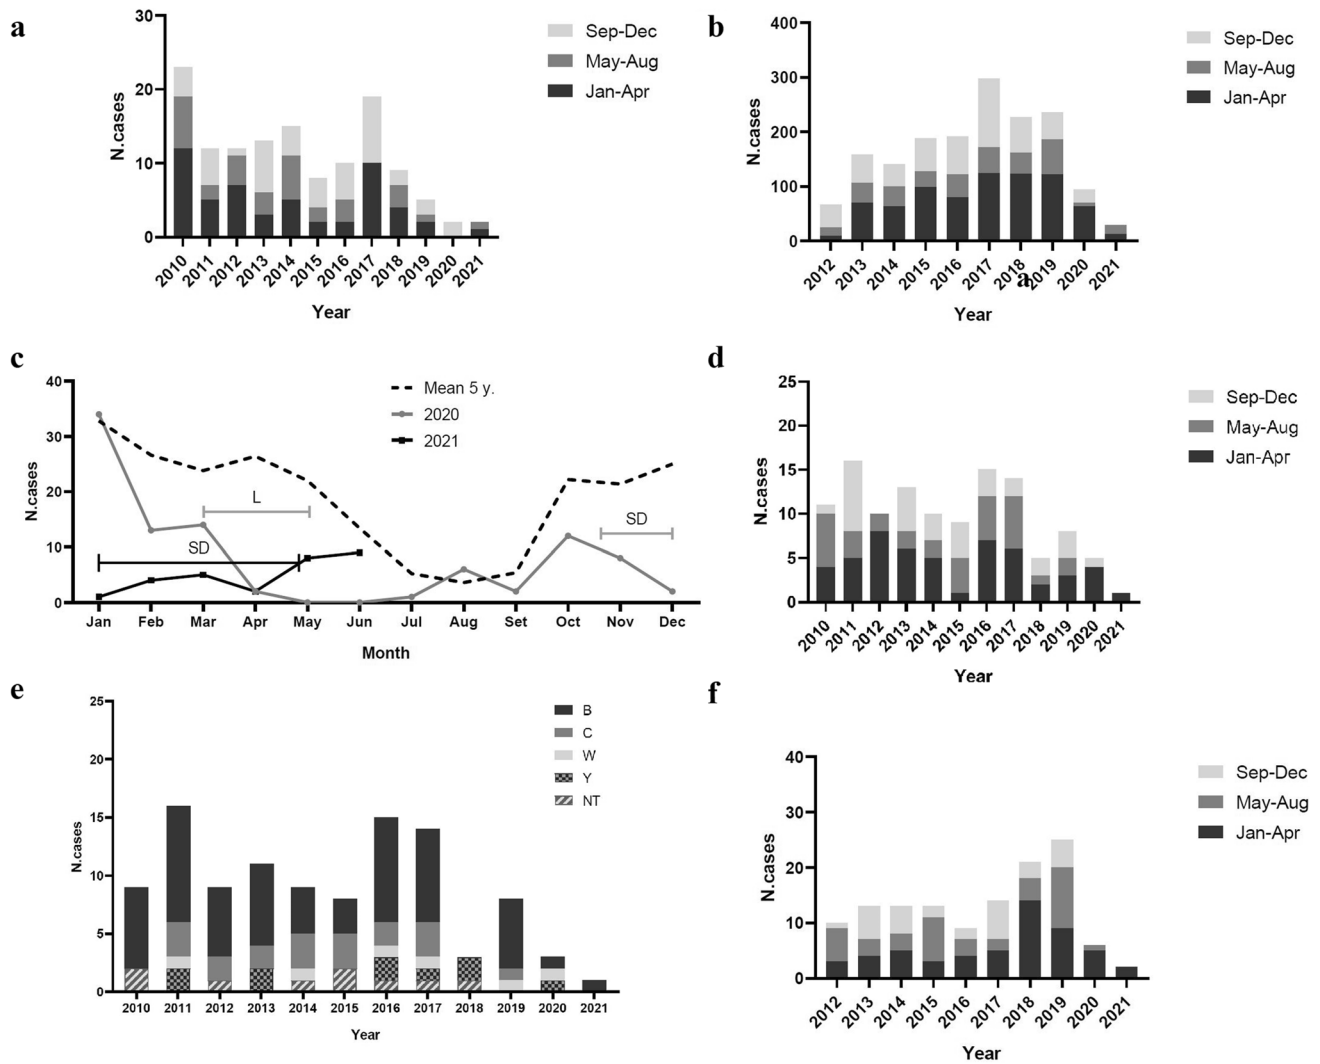 a
30
20
10
0
N.cases
2010 2011 2012 2013 2014 2015 2016 2017 2018 2019 2020 2021
Year
Sep-Dec
May-Aug
Jan-Apr
b
400
300
200
100
0
N.cases
2012 2013 2014 2015 2016 2017 2018 2019 2020 2021
a
Year
Sep-Dec
May-Aug
Jan-Apr
c
40
30
20
10
0
N.cases
Mean 5 y.
2020
2021
L
SD
SD
Jan Feb Mar Apr May Jun Jul Aug Set Oct Nov Dec
Month
d
25
20
15
10
5
0
N.cases
2010 2011 2012 2013 2014 2015 2016 2017 2018 2019 2020 2021
Year
Sep-Dec
May-Aug
Jan-Apr
e
25
20
15
10
5
0
N.cases
B
C
W
Y
NT
2010 2011 2012 2013 2014 2015 2016 2017 2018 2019 2020 2021
Year
f
40
30
20
10
0
N.cases
2012 2013 2014 2015 2016 2017 2018 2019 2020 2021
Year
Sep-Dec
May-Aug
Jan-Apr